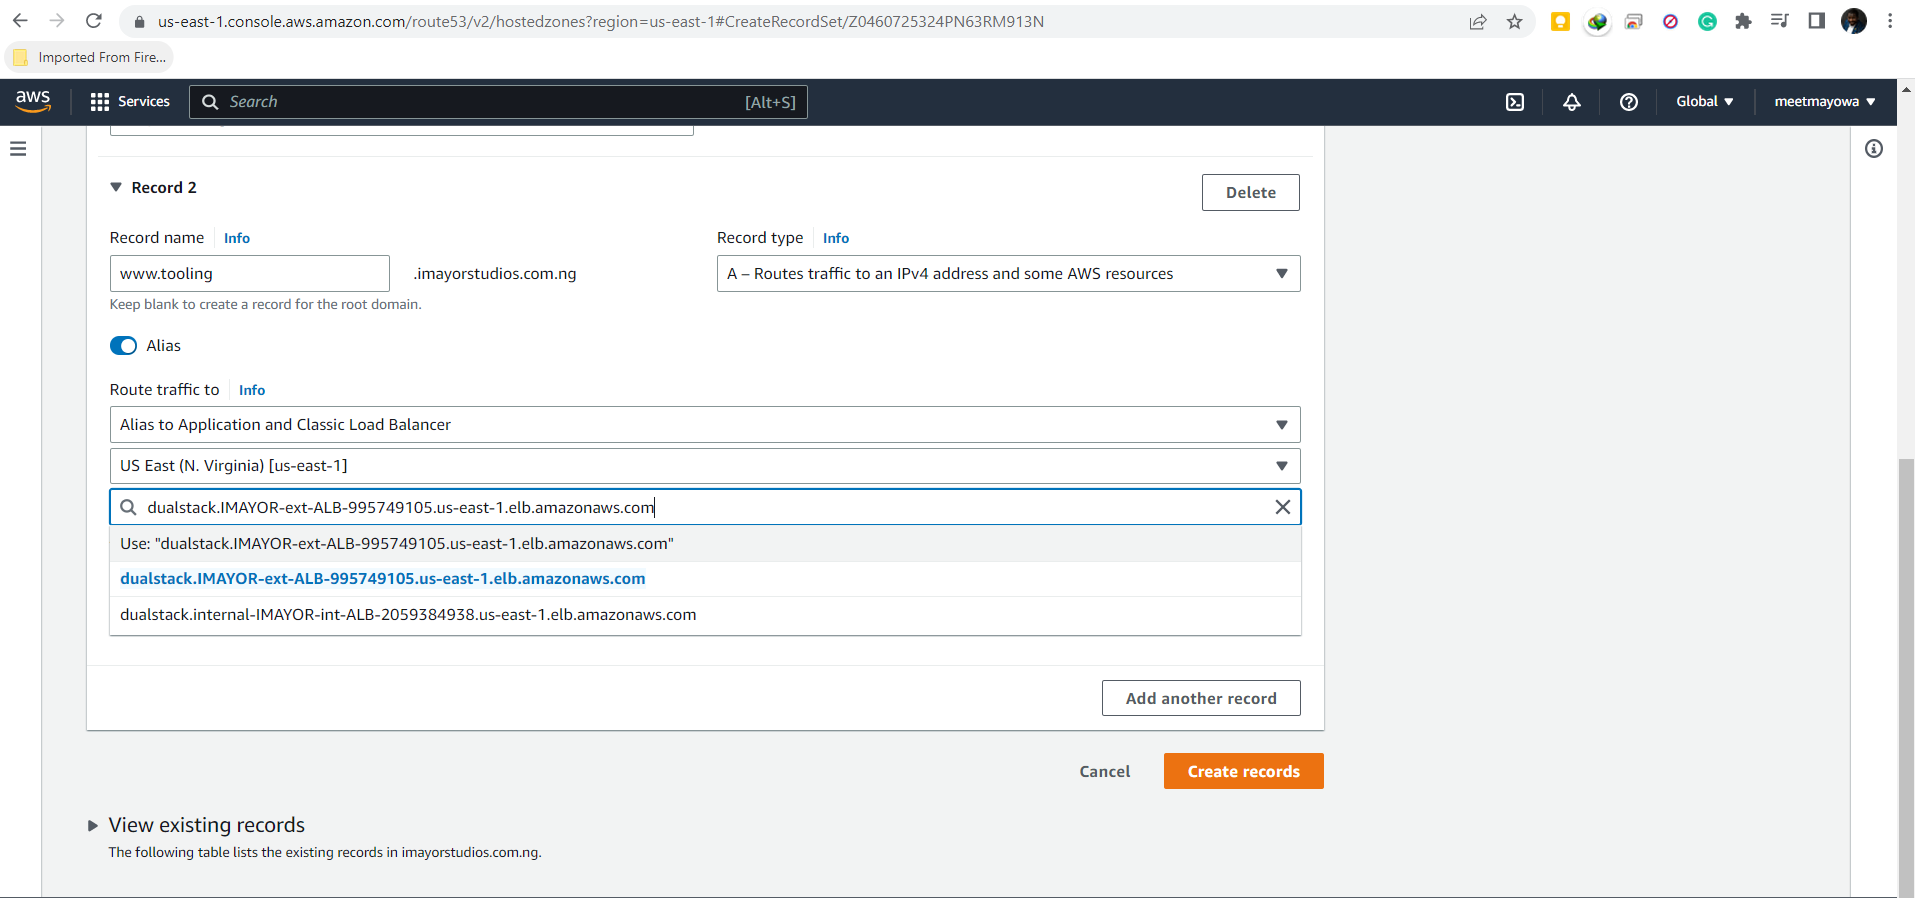 us-east-1.console.aws.amazon.com/route53/v2/hostedzones?region=us-east-1#CreateRecordSet/Z0460725324PN63RM913N
Imported From Fire...
aws Services Search [Alt+S] Global meetmayowa
Record 2 Delete
Record name Info Record type Info
www.tooling .imayorstudios.com.ng A – Routes traffic to an IPv4 address and some AWS resources
Keep blank to create a record for the root domain.
Alias
Route traffic to Info
Alias to Application and Classic Load Balancer
US East (N. Virginia) [us-east-1]
dualstack.IMAYOR-ext-ALB-995749105.us-east-1.elb.amazonaws.com
Use: "dualstack.IMAYOR-ext-ALB-995749105.us-east-1.elb.amazonaws.com"
dualstack.IMAYOR-ext-ALB-995749105.us-east-1.elb.amazonaws.com
dualstack.internal-IMAYOR-int-ALB-2059384938.us-east-1.elb.amazonaws.com
Add another record
Cancel Create records
View existing records
The following table lists the existing records in imayorstudios.com.ng.